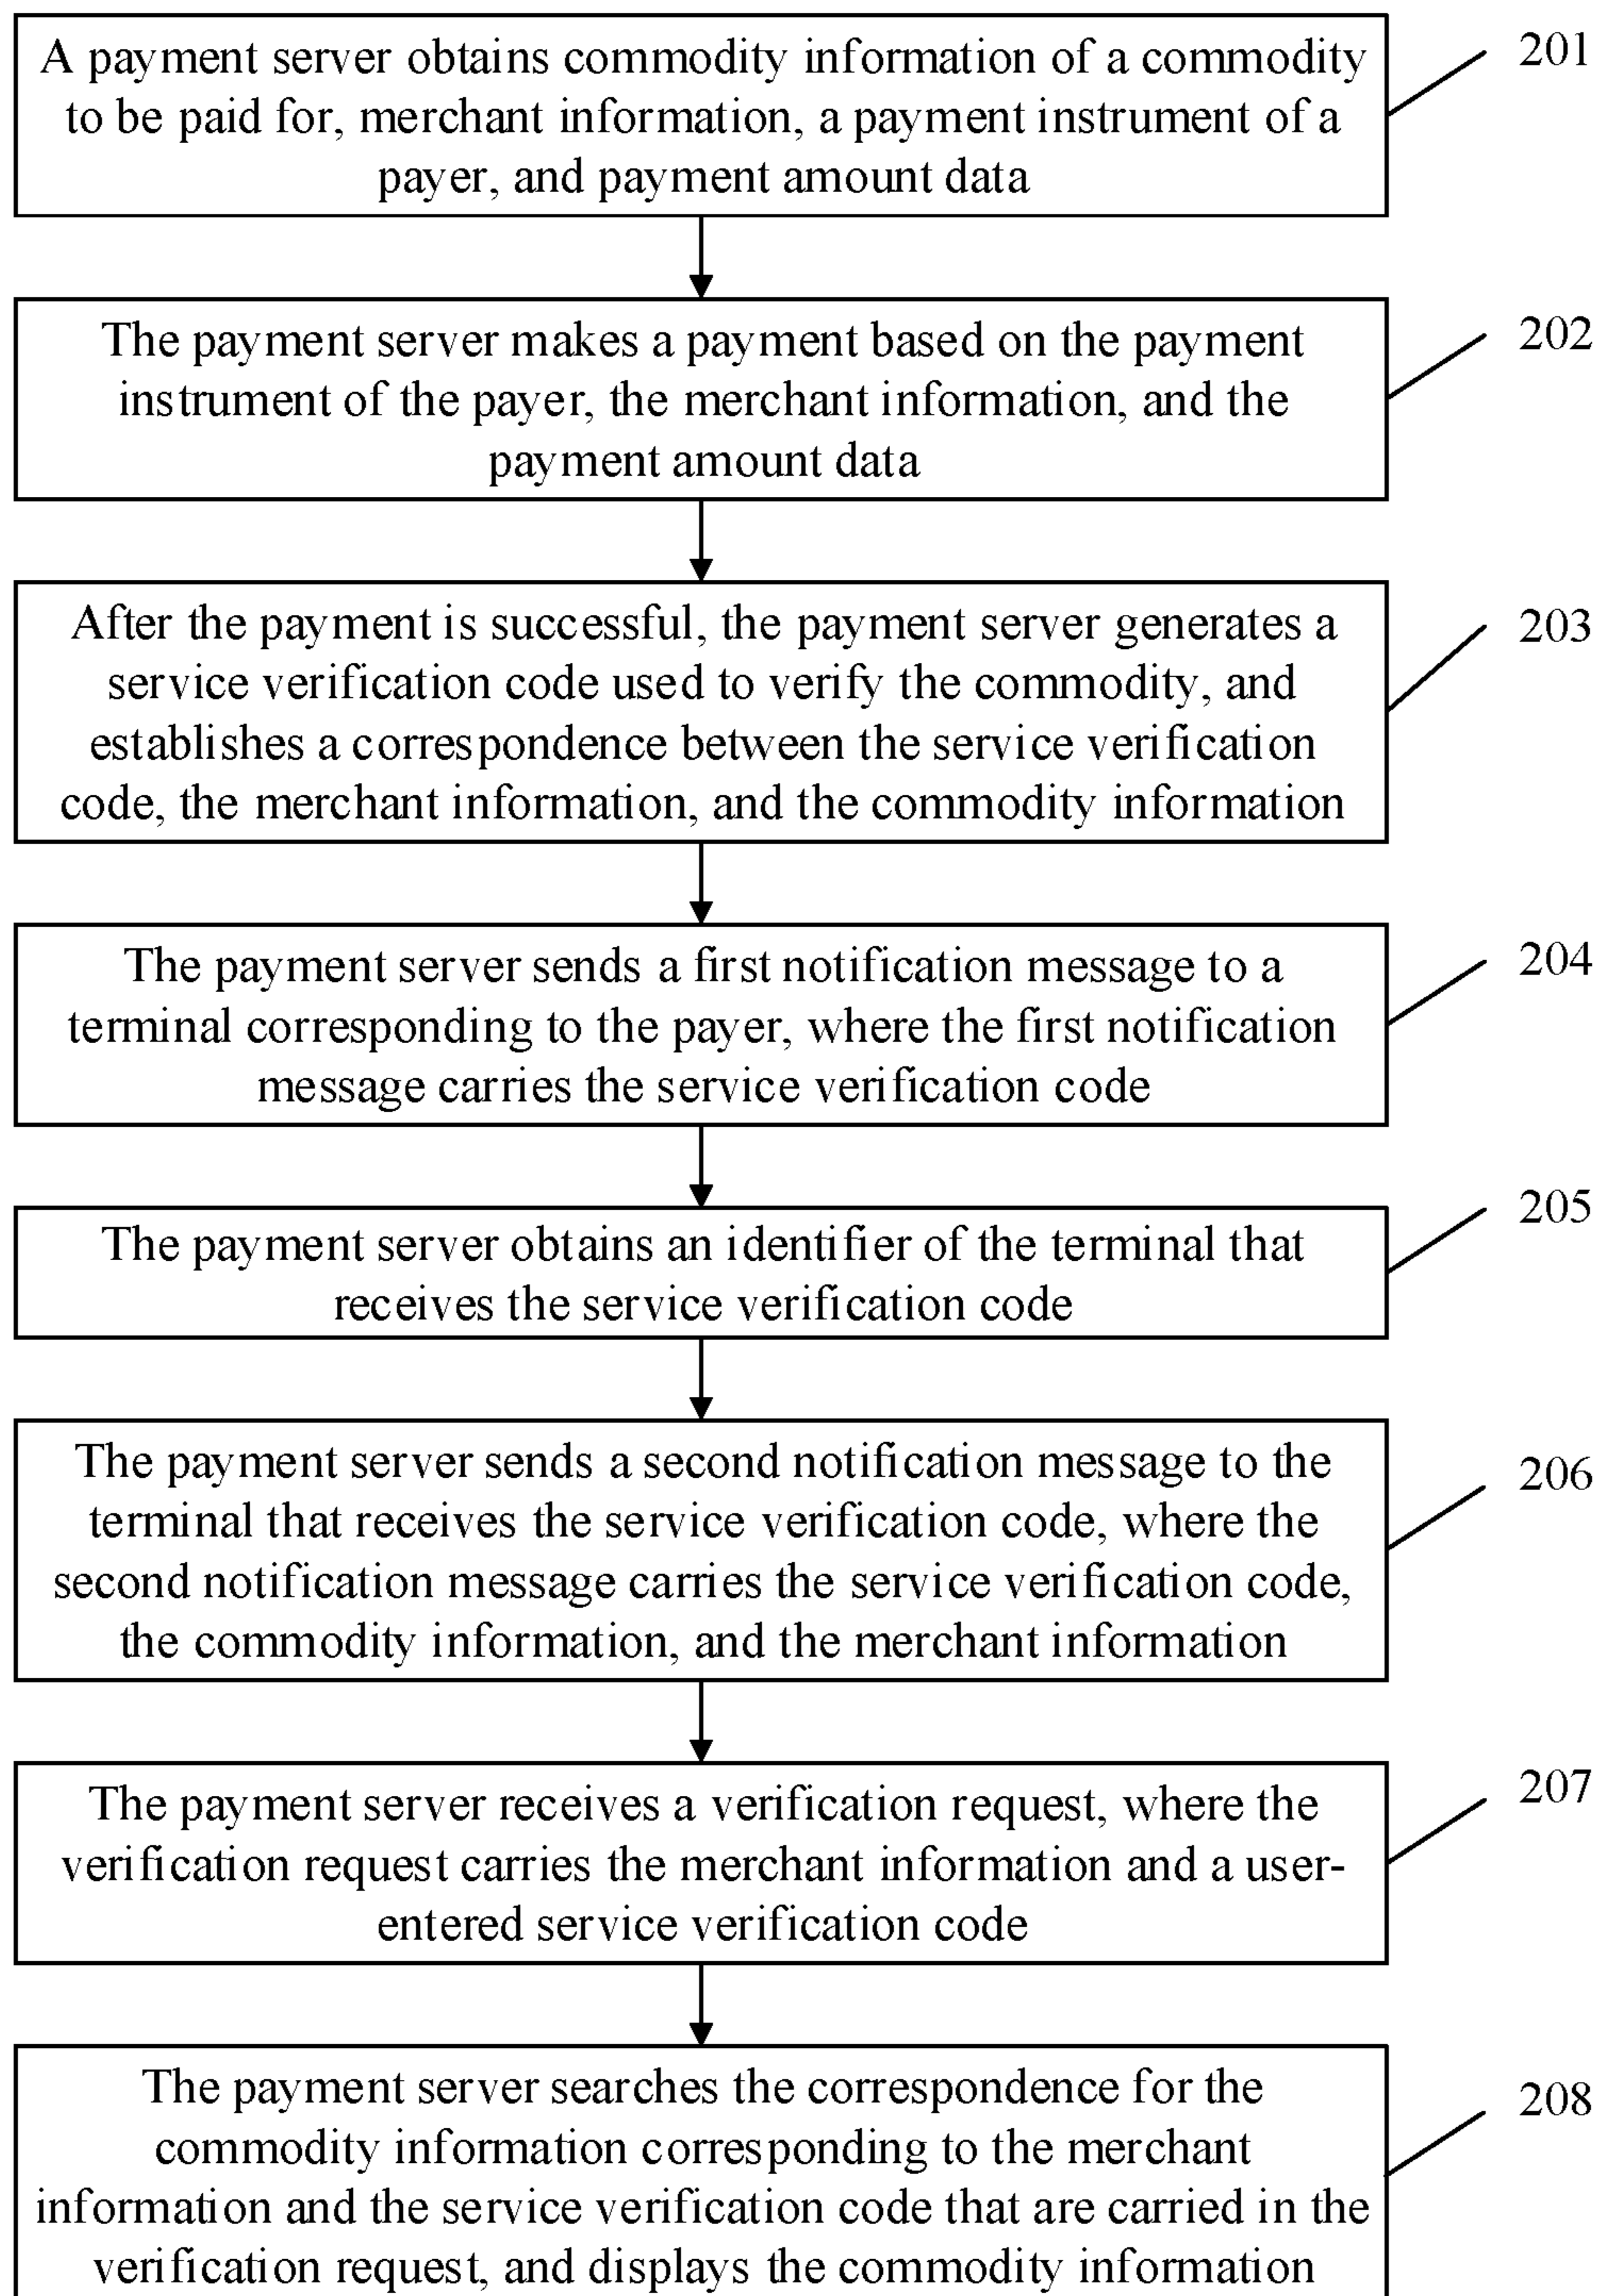 A payment server obtains commodity information of a commodity
to be paid for, merchant information, a payment instrument of a
payer, and payment amount data
201
The payment server makes a payment based on the payment
instrument of the payer, the merchant information, and the
payment amount data
202
After the payment is successful, the payment server generates a
service verification code used to verify the commodity, and
establishes a correspondence between the service verification
code, the merchant information, and the commodity information
203
The payment server sends a first notification message to a
terminal corresponding to the payer, where the first notification
message carries the service verification code
204
The payment server obtains an identifier of the terminal that
receives the service verification code
205
The payment server sends a second notification message to the
terminal that receives the service verification code, where the
second notification message carries the service verification code,
the commodity information, and the merchant information
206
The payment server receives a verification request, where the
verification request carries the merchant information and a user-
entered service verification code
207
The payment server searches the correspondence for the
commodity information corresponding to the merchant
information and the service verification code that are carried in the
verification request, and displays the commodity information
208